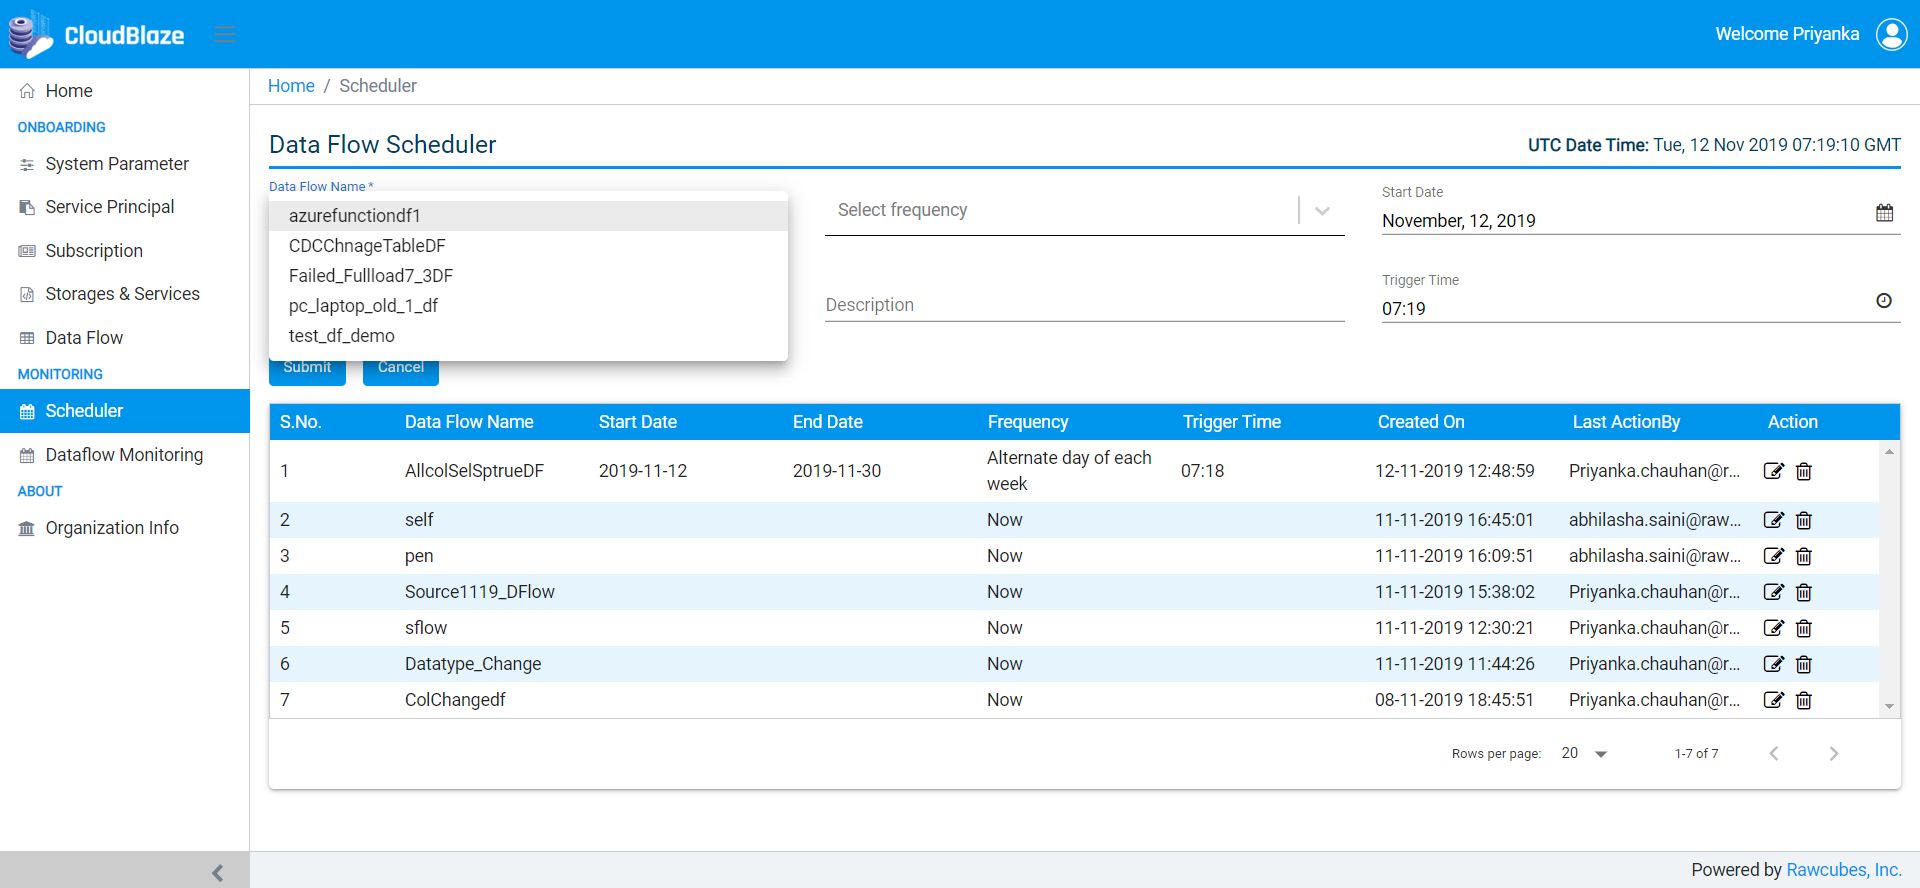 CloudBlaze
Welcome Priyanka
Home
ONBOARDING
System Parameter
Service Principal
Subscription
Storages & Services
Data Flow
MONITORING
Scheduler
Dataflow Monitoring
ABOUT
Organization Info
Home / Scheduler
Data Flow Scheduler
UTC Date Time: Tue, 12 Nov 2019 07:19:10 GMT
Data Flow Name *
azurefunctiondf1
CDCChnageTableDF
Failed_Fullload7_3DF
pc_laptop_old_1_df
test_df_demo
Select frequency
Start Date
November, 12, 2019
Description
Trigger Time
07:19
Submit Cancel
S.No. Data Flow Name Start Date End Date Frequency Trigger Time Created On Last ActionBy Action
1 AllcolSelSptrueDF 2019-11-12 2019-11-30 Alternate day of each week 07:18 12-11-2019 12:48:59 Priyanka.chauhan@r...
2 self Now 11-11-2019 16:45:01 abhilasha.saini@raw...
3 pen Now 11-11-2019 16:09:51 abhilasha.saini@raw...
4 Source1119_DFlow Now 11-11-2019 15:38:02 Priyanka.chauhan@r...
5 sflow Now 11-11-2019 12:30:21 Priyanka.chauhan@r...
6 Datatype_Change Now 11-11-2019 11:44:26 Priyanka.chauhan@r...
7 ColChangedf Now 08-11-2019 18:45:51 Priyanka.chauhan@r...
Rows per page: 20 1-7 of 7
Powered by Rawcubes, Inc.